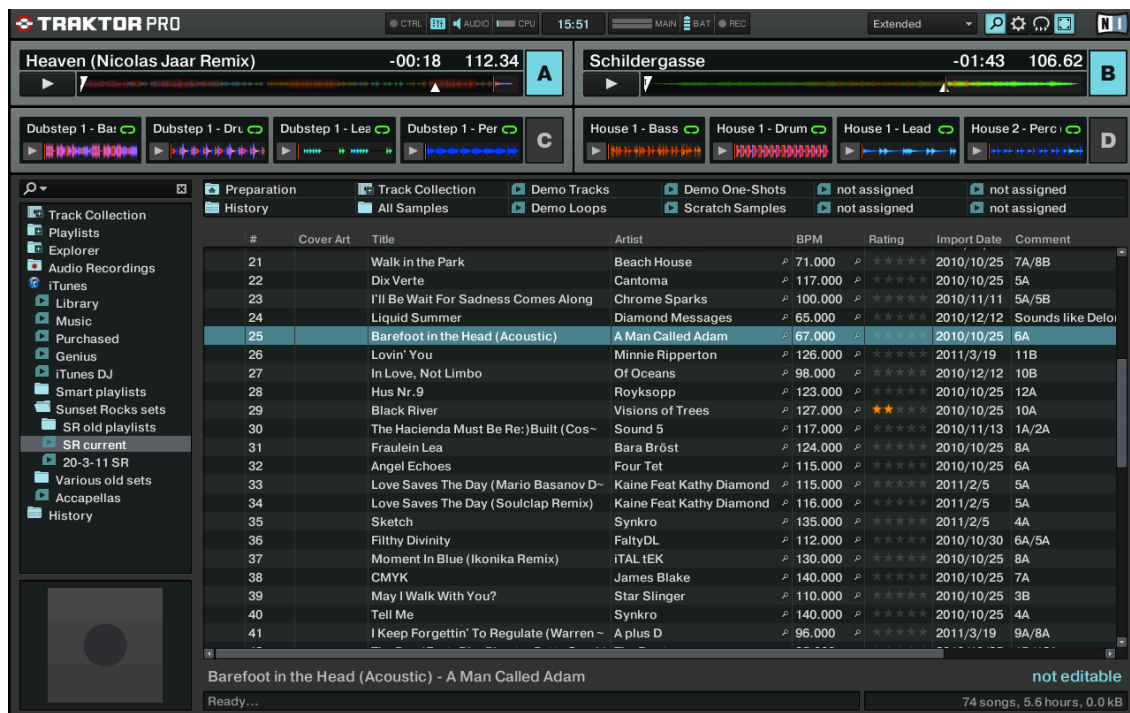 TRAKTOR PRO CTRL AUDIO CPU 15:51 MAIN BAT REC Extended N I
Heaven (Nicolas Jaar Remix) -00:18 112.34 A
Schildergasse -01:43 106.62 B
Dubstep 1 - Bas Dubstep 1 - Dru Dubstep 1 - Lea Dubstep 1 - Per C
House 1 - Bass House 1 - Drum House 1 - Lead House 2 - Perc D
Track Collection
Playlists
Explorer
Audio Recordings
iTunes
Library
Music
Purchased
Genius
iTunes DJ
Smart playlists
Sunset Rocks sets
SR old playlists
SR current
20-3-11 SR
Various old sets
Accapellas
History
Preparation Track Collection Demo Tracks Demo One-Shots not assigned not assigned
History All Samples Demo Loops Scratch Samples not assigned not assigned
# Cover Art Title Artist BPM Rating Import Date Comment
21 Walk in the Park Beach House 71.000 2010/10/25 7A/8B
22 Dix Verte Cantoma 117.000 2010/10/25 5A
23 I'll Be Wait For Sadness Comes Along Chrome Sparks 100.000 2010/11/11 5A/5B
24 Liquid Summer Diamond Messages 65.000 2010/12/12 Sounds like Delo
25 Barefoot in the Head (Acoustic) A Man Called Adam 67.000 2010/10/25 6A
26 Lovin' You Minnie Ripperton 126.000 2011/3/19 11B
27 In Love, Not Limbo Of Oceans 98.000 2010/12/12 10B
28 Hus Nr.9 Royksopp 123.000 2010/10/25 12A
29 Black River Visions of Trees 127.000 2010/10/25 10A
30 The Hacienda Must Be Re:)Built (Cos~ Sound 5 117.000 2010/11/13 1A/2A
31 Fraulein Lea Bara Bröst 124.000 2010/10/25 8A
32 Angel Echoes Four Tet 115.000 2010/10/25 6A
33 Love Saves The Day (Mario Basanov D~ Kaine Feat Kathy Diamond 115.000 2011/2/5 5A
34 Love Saves The Day (Soulclap Remix) Kaine Feat Kathy Diamond 116.000 2011/2/5 5A
35 Sketch Synkro 135.000 2011/2/5 4A
36 Filthy Divinity FaltyDL 112.000 2010/10/30 6A/5A
37 Moment In Blue (Ikonika Remix) iTAL tEK 130.000 2010/10/25 8A
38 CMYK James Blake 140.000 2010/10/25 7A
39 May I Walk With You? Star Slinger 110.000 2010/10/25 3B
40 Tell Me Synkro 140.000 2010/10/25 4A
41 I Keep Forgettin' To Regulate (Warren ~ A plus D 96.000 2011/3/19 9A/8A
Barefoot in the Head (Acoustic) - A Man Called Adam not editable
Ready... 74 songs, 5.6 hours, 0.0 kB